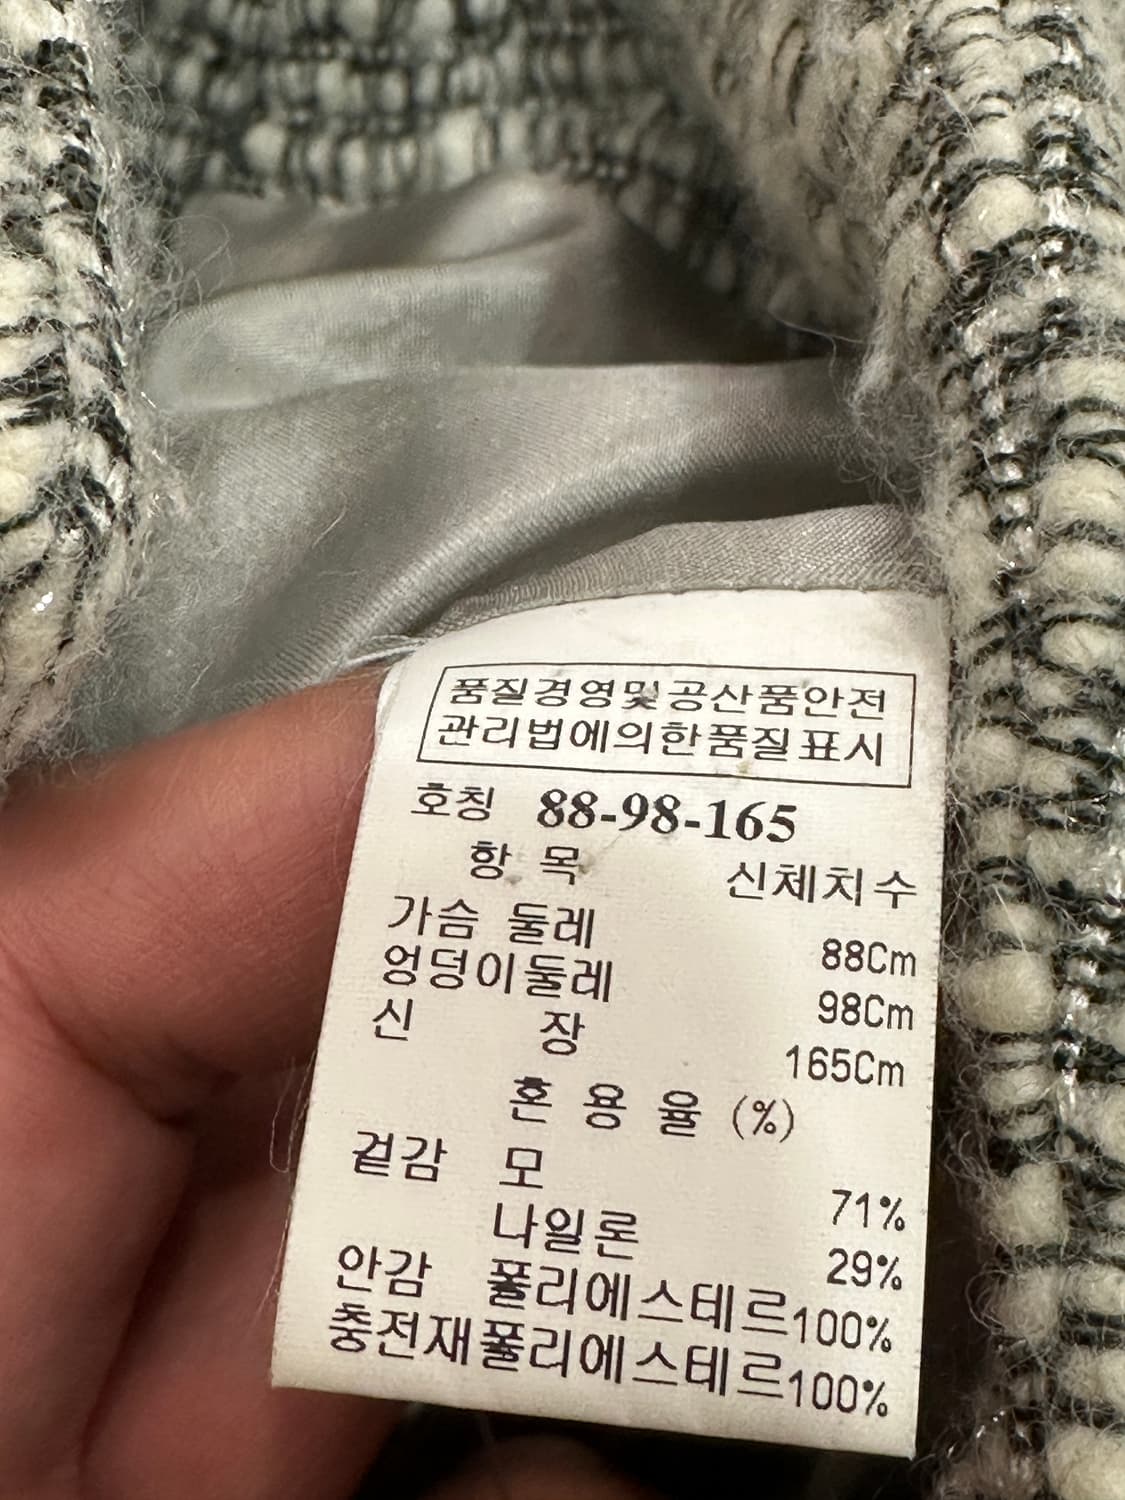 품질경영및공산품안전
관리법에의한품질표시
호칭 88-98-165
항 목 신체치수
가슴 둘레 88Cm
엉덩이둘레 98Cm
신 장 165Cm
혼 용 율 (%)
겉감 모 71%
나일론 29%
안감 폴리에스테르100%
충전재폴리에스테르100%